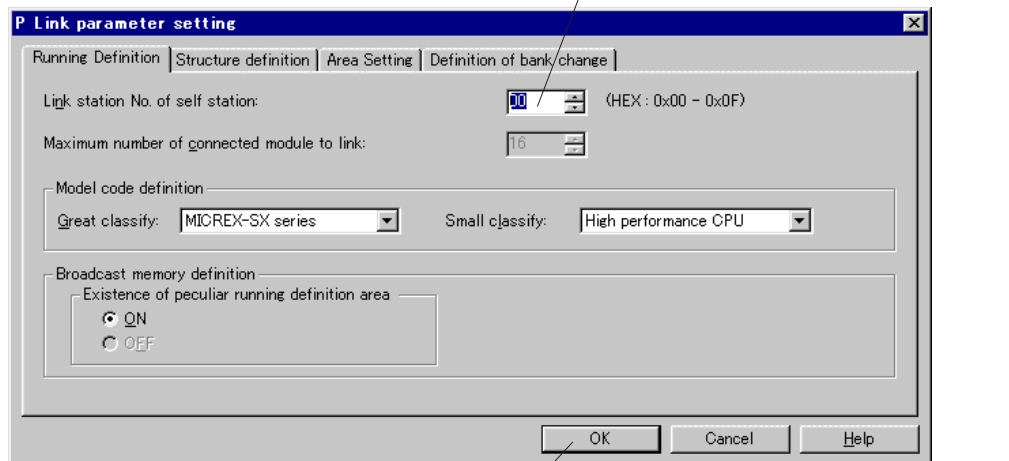 P Link parameter setting
Running Definition Structure definition Area Setting Definition of bank change
Link station No. of self station: 00 (HEX : 0x00 - 0x0F)
Maximum number of connected module to link: 16
Model code definition
Great classify: MICREX-SX series Small classify: High performance CPU
Broadcast memory definition
Existence of peculiar running definition area
ON
OFF
OK Cancel Help